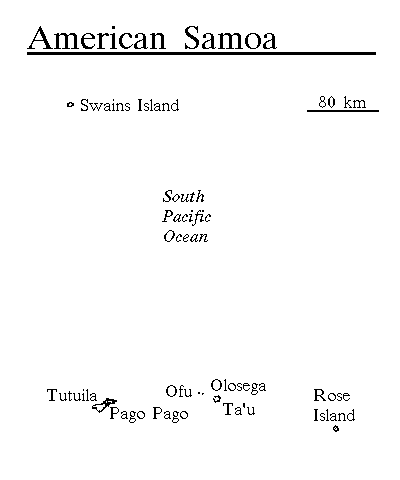 American Samoa
Swains Island
80 km
South
Pacific
Ocean
Tutuila
Pago Pago
Ofu
Olosega
Ta'u
Rose
Island